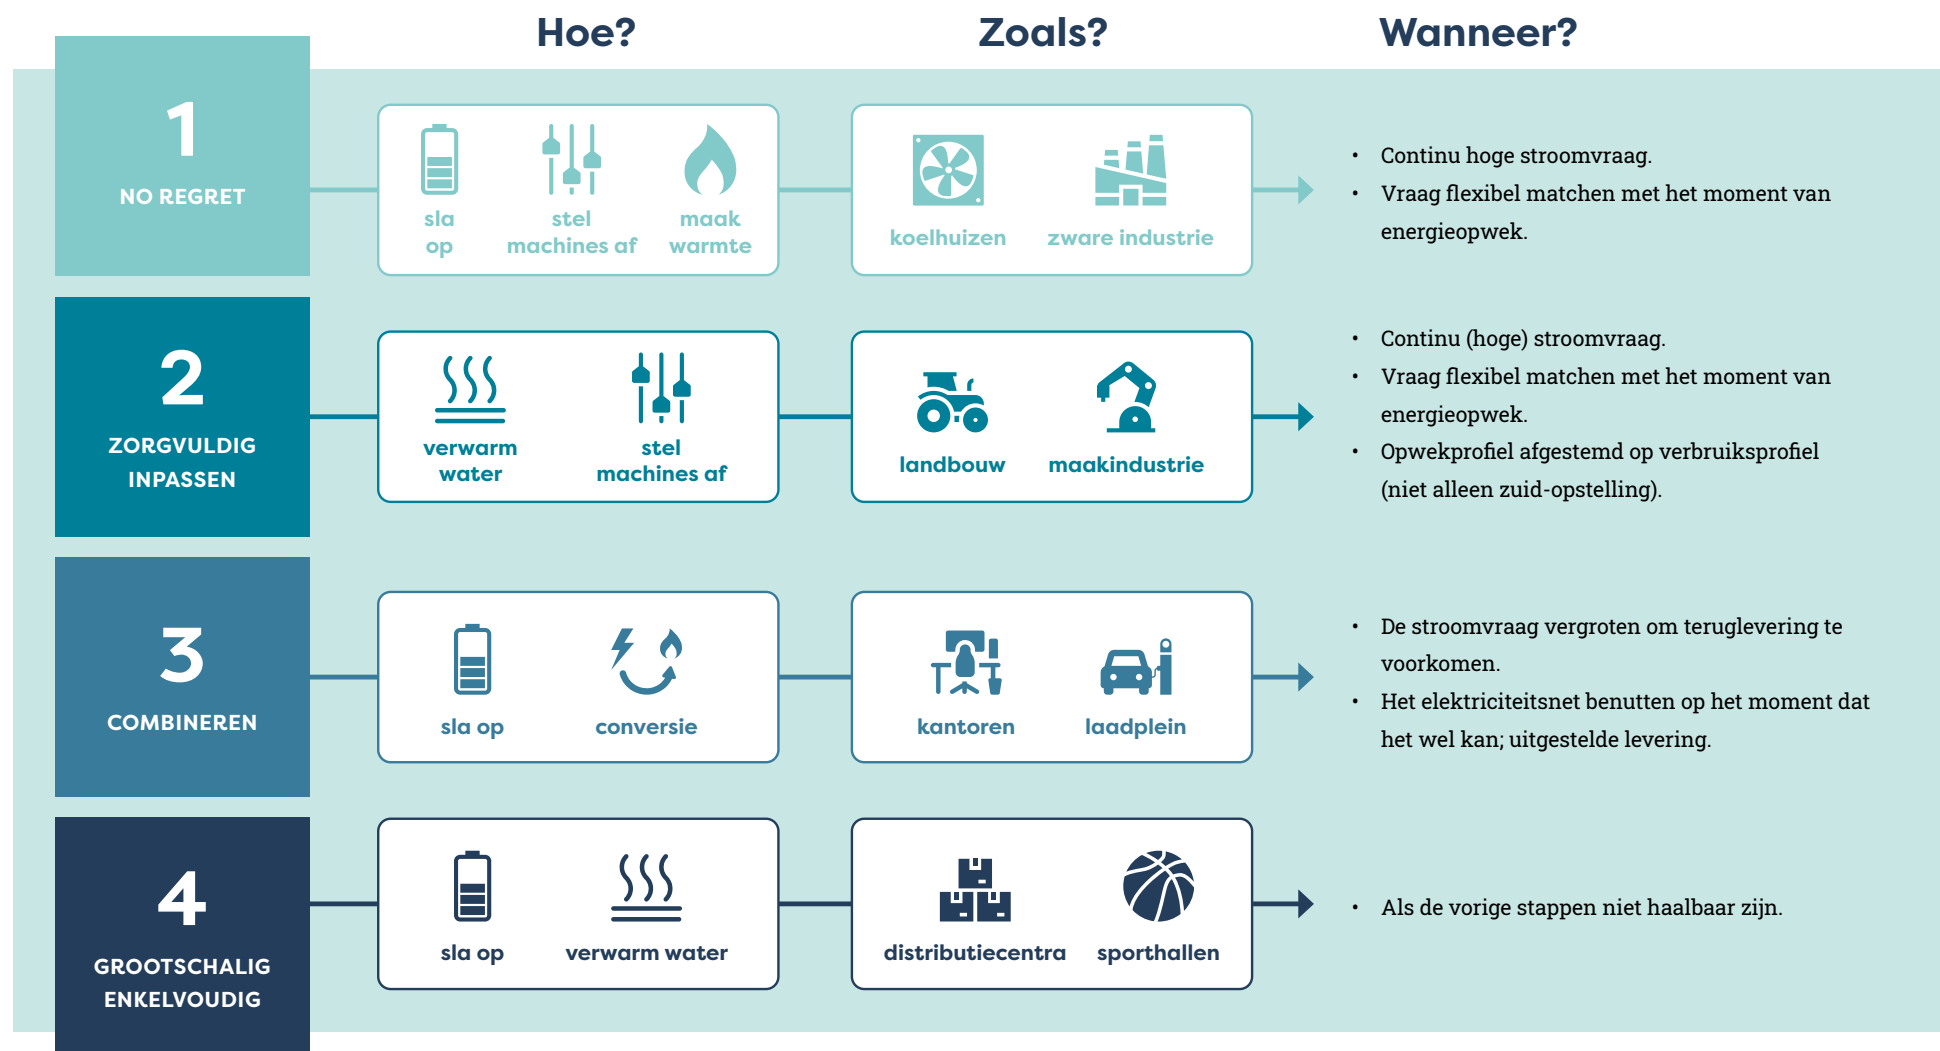 Hoe?
Zoals?
Wanneer?
1
NO REGRET
sla
op
stel
machines af
maak
warmte
koelhuizen
zware industrie
• Continu hoge stroomvraag.
• Vraag flexibel matchen met het moment van
energieopwek.
2
ZORGVULDIG
INPASSEN
verwarm
water
stel
machines af
landbouw
maakindustrie
• Continu (hoge) stroomvraag.
• Vraag flexibel matchen met het moment van
energieopwek.
• Opwekprofiel afgestemd op verbruiksprofiel
(niet alleen zuid-opstelling).
3
COMBINEREN
sla op
conversie
kantoren
laadplein
• De stroomvraag vergroten om teruglevering te
voorkomen.
• Het elektriciteitsnet benutten op het moment dat
het wel kan; uitgestelde levering.
4
GROOTSCHALIG
ENKELVOUDIG
sla op
verwarm water
distributiecentra
sporthallen
• Als de vorige stappen niet haalbaar zijn.